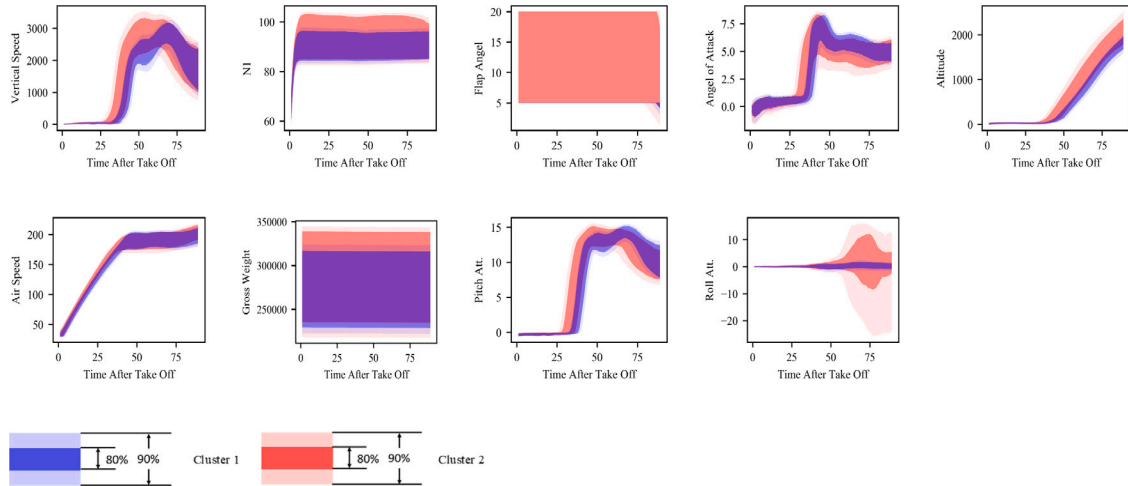 3000
2000
1000
0
Vertical Speed
0 25 50 75
Time After Take Off
100
80
60
N1
0 25 50 75
Time After Take Off
20
15
10
5
Flap Angel
0 25 50 75
Time After Take Off
7.5
5.0
2.5
0.0
Angel of Attack
0 25 50 75
Time After Take Off
2000
1000
0
Altitude
0 25 50 75
Time After Take Off
200
150
100
50
Air Speed
0 25 50 75
Time After Take Off
350000
300000
250000
Gross Weight
0 25 50 75
Time After Take Off
15
10
5
0
Pitch Att.
0 25 50 75
Time After Take Off
10
0
−10
−20
Roll Att.
0 25 50 75
Time After Take Off
80% 90% Cluster 1
80% 90% Cluster 2